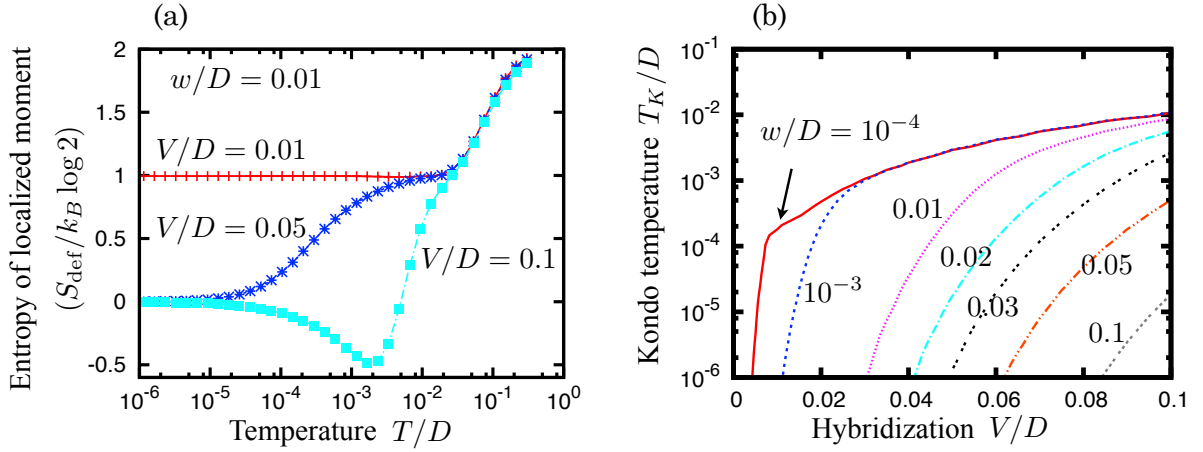 (a)
Entropy of localized moment
(S_def/k_B log 2)
2
1.5
1
0.5
0
-0.5
w/D = 0.01
V/D = 0.01
V/D = 0.05
V/D = 0.1
10^-6 10^-5 10^-4 10^-3 10^-2 10^-1 10^0
Temperature T/D
(b)
Kondo temperature T_K/D
10^-1
10^-2
10^-3
10^-4
10^-5
10^-6
w/D = 10^-4
10^-3
0.01
0.02
0.03
0.05
0.1
0 0.02 0.04 0.06 0.08 0.1
Hybridization V/D